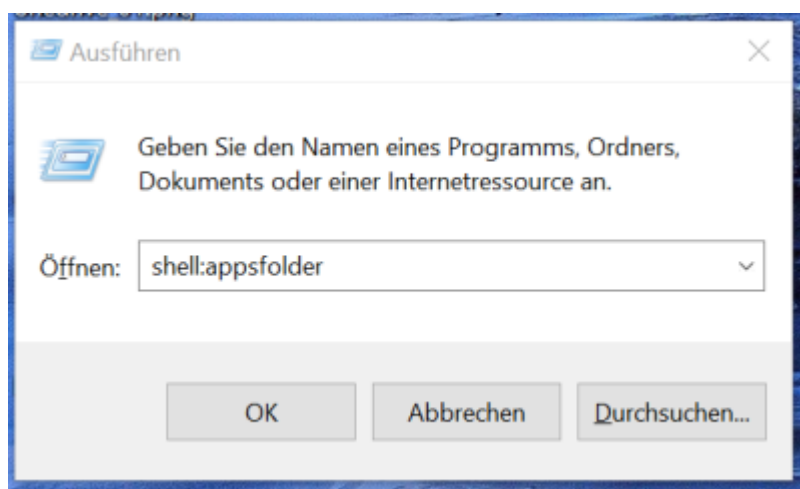 Ausführen
Geben Sie den Namen eines Programms, Ordners,
Dokuments oder einer Internetressource an.
Öffnen:
shell:appsfolder
OK
Abbrechen
Durchsuchen...